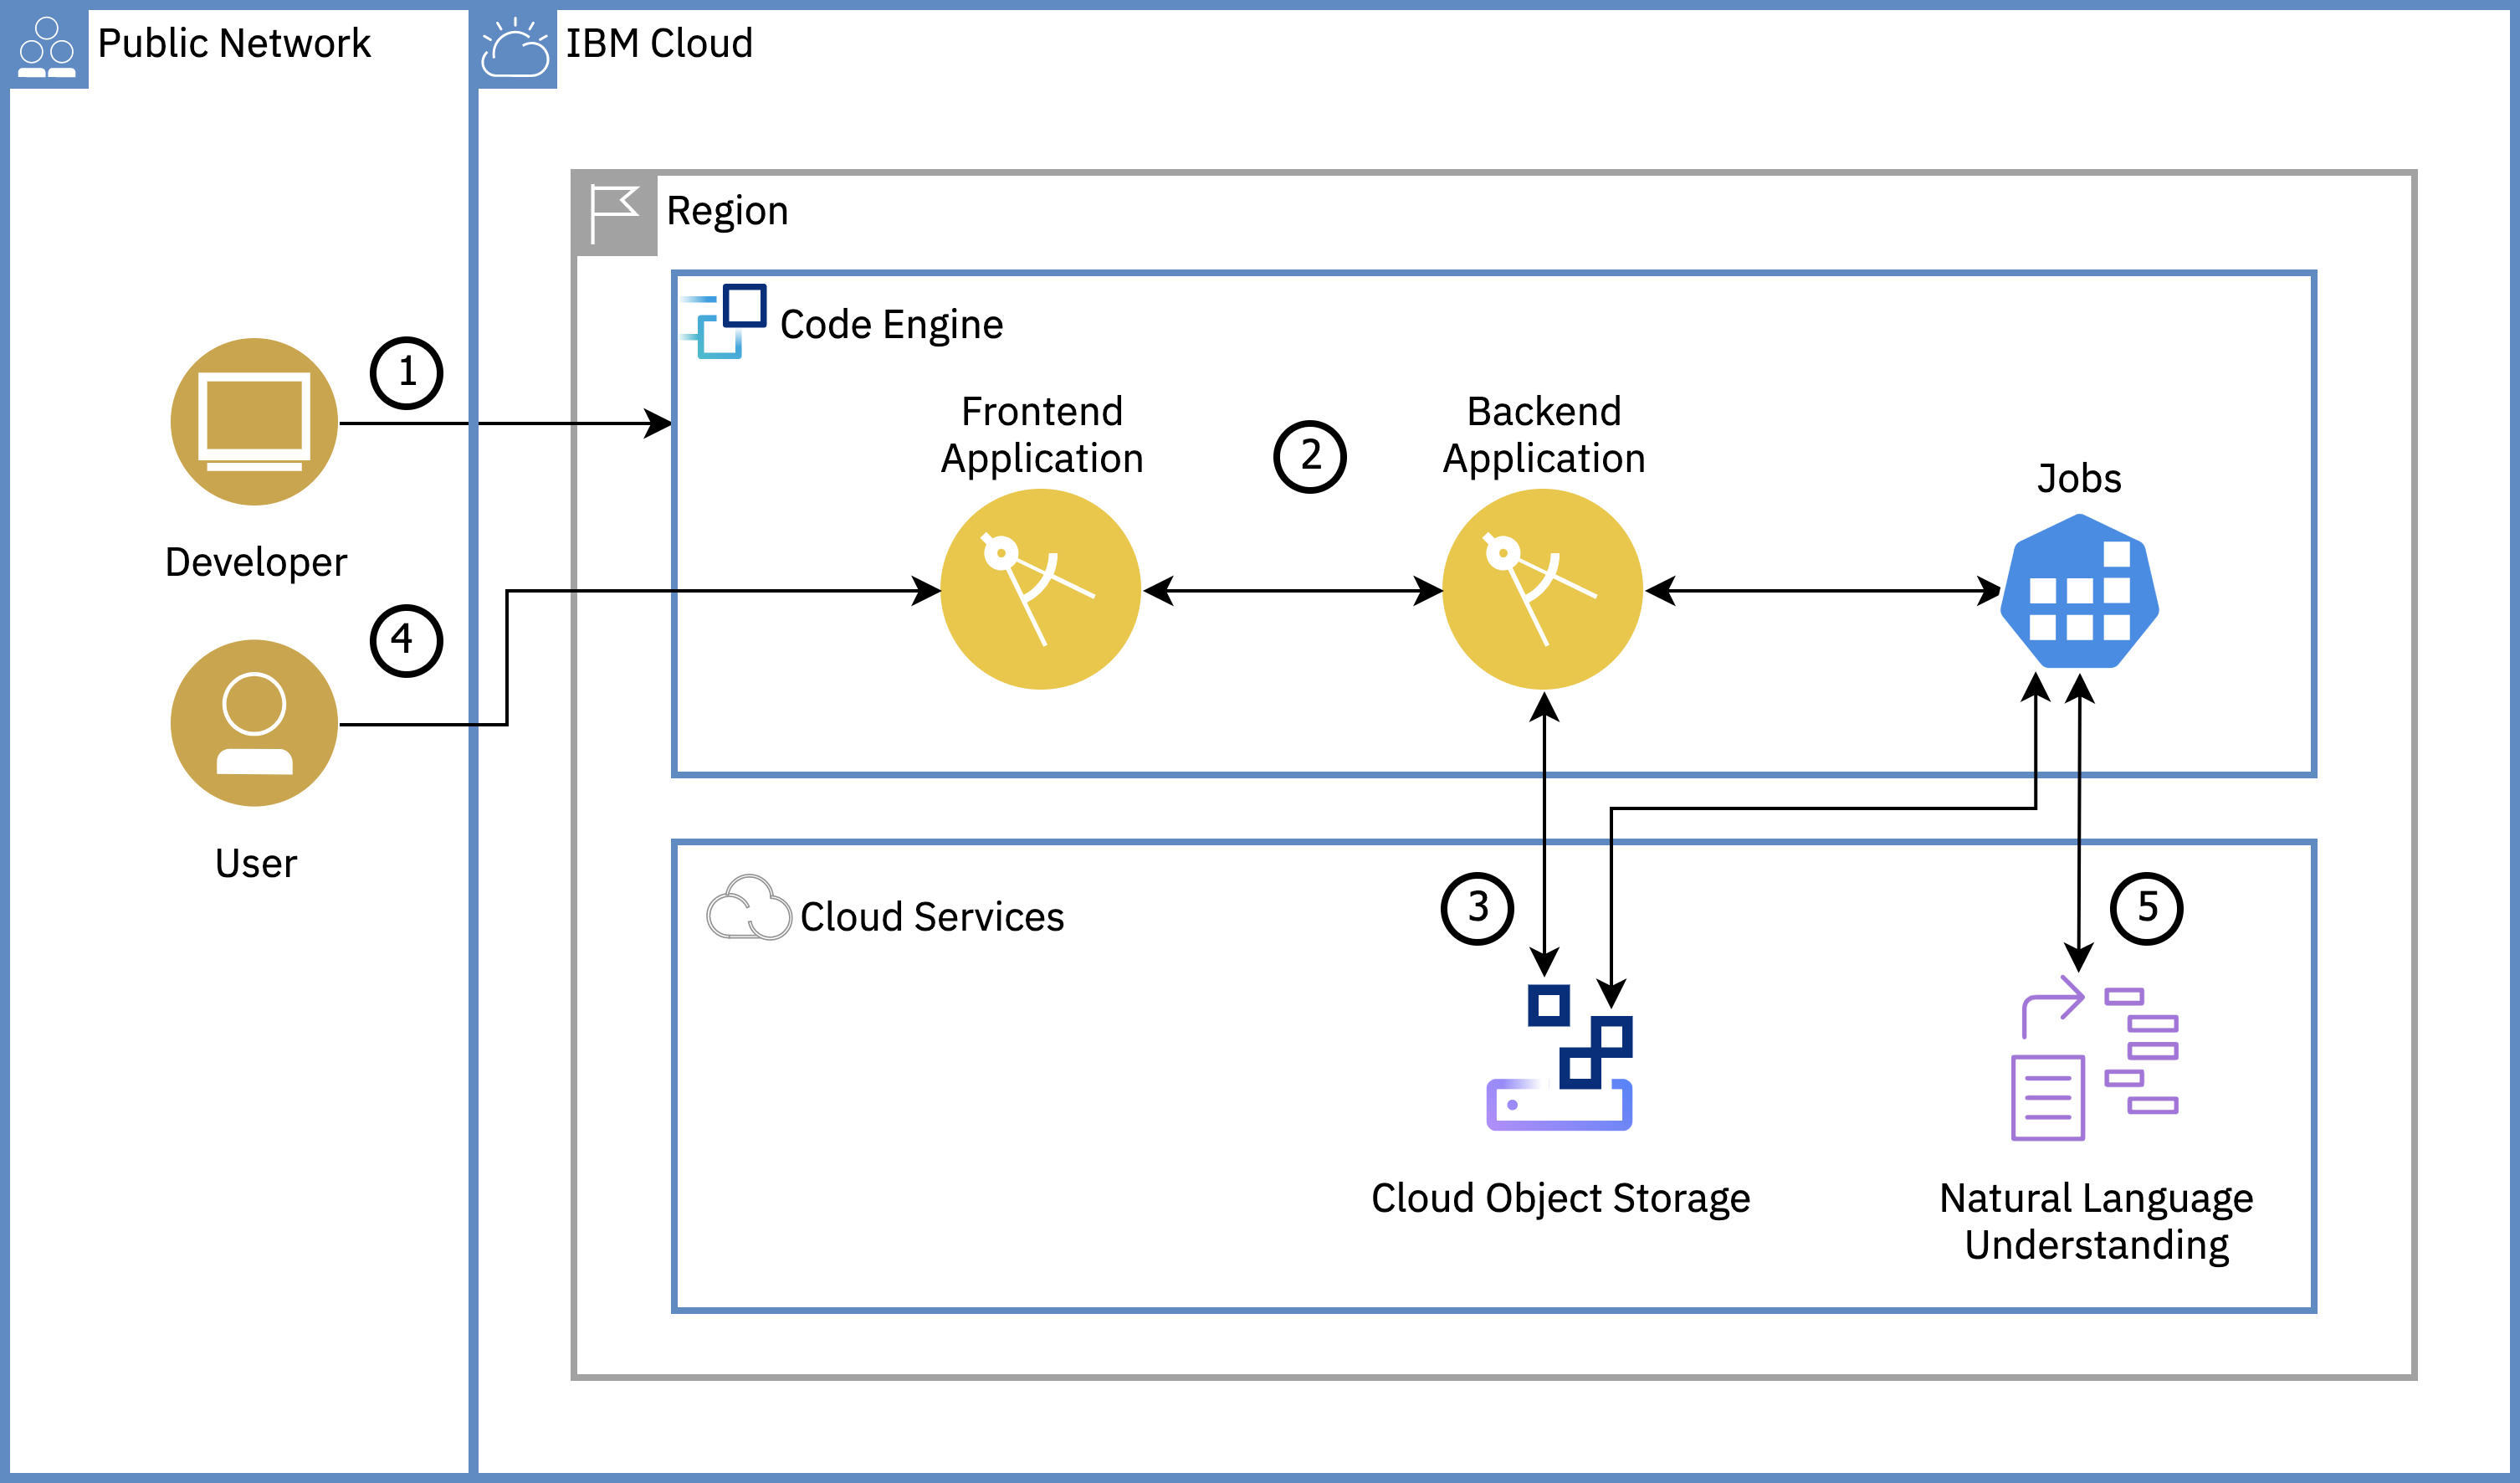 Public Network
IBM Cloud
Region
Code Engine
1
Frontend
Application
2
Backend
Application
Jobs
Developer
4
User
Cloud Services
3
5
Cloud Object Storage
Natural Language
Understanding